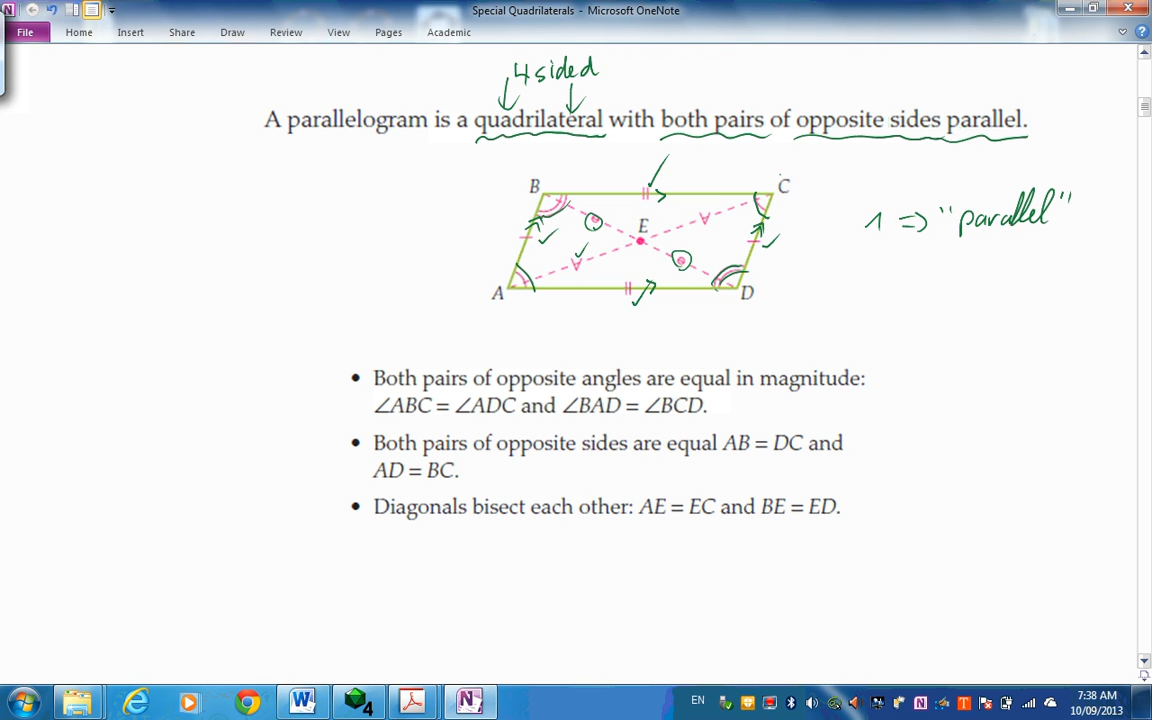 Special Quadrilaterals - Microsoft OneNote
File Home Insert Share Draw Review View Pages Academic
4 sided
A parallelogram is a quadrilateral with both pairs of opposite sides parallel.
B C
E
A D
1 => "parallel"
• Both pairs of opposite angles are equal in magnitude:
∠ABC = ∠ADC and ∠BAD = ∠BCD.
• Both pairs of opposite sides are equal AB = DC and
AD = BC.
• Diagonals bisect each other: AE = EC and BE = ED.
4
EN
7:38 AM
10/09/2013